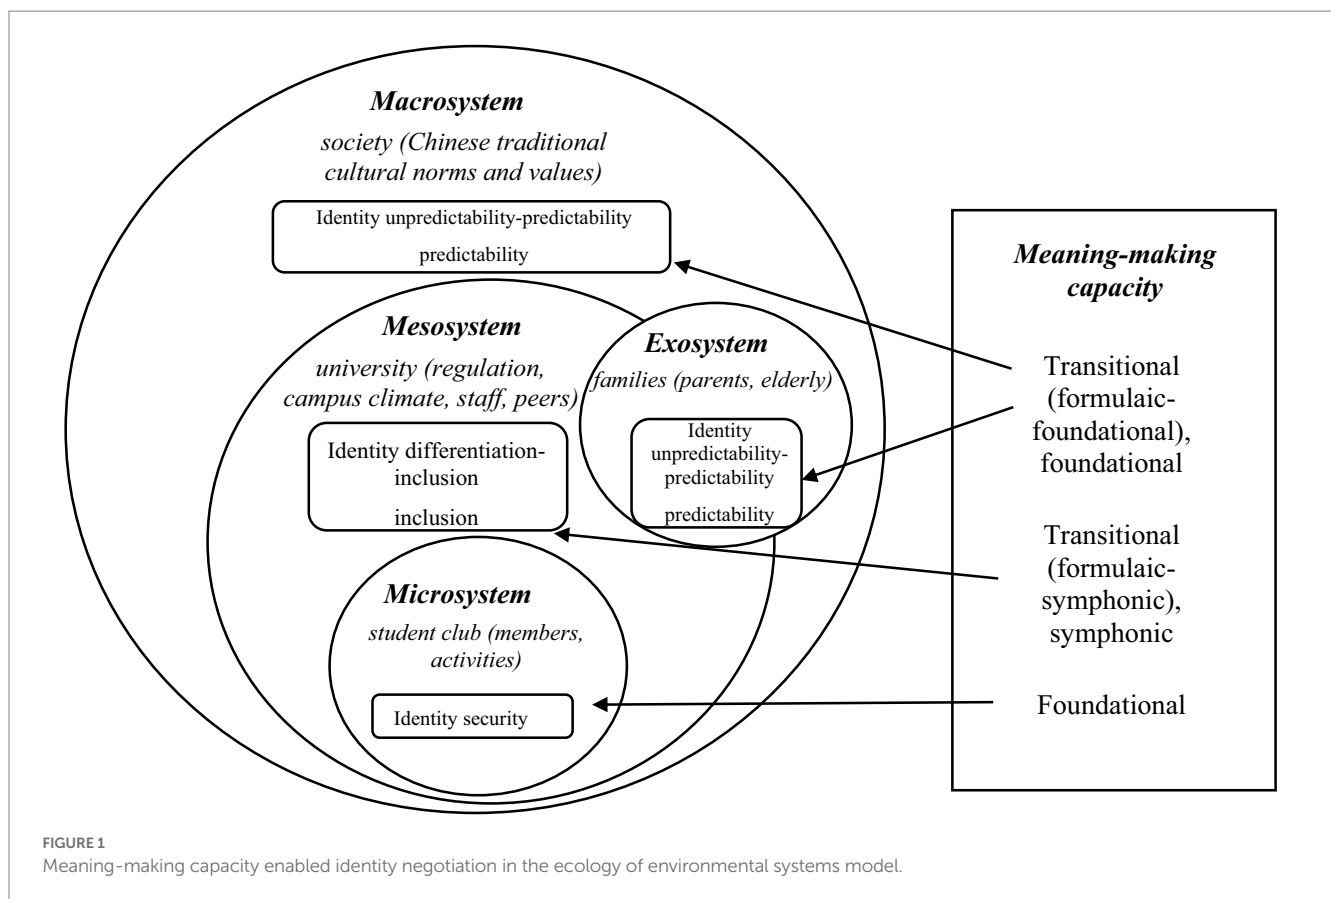 Macrosystem
society (Chinese traditional
cultural norms and values)
Identity unpredictability-predictability
predictability
Mesosystem
university (regulation,
campus climate, staff, peers)
Identity differentiation-
inclusion
inclusion
Exosystem
families (parents, elderly)
Identity
unpredictability-
predictability
predictability
Microsystem
student club (members,
activities)
Identity security
Meaning-making
capacity
Transitional
(formulaic-
foundational),
foundational
Transitional
(formulaic-
symphonic),
symphonic
Foundational
FIGURE 1
Meaning-making capacity enabled identity negotiation in the ecology of environmental systems model.